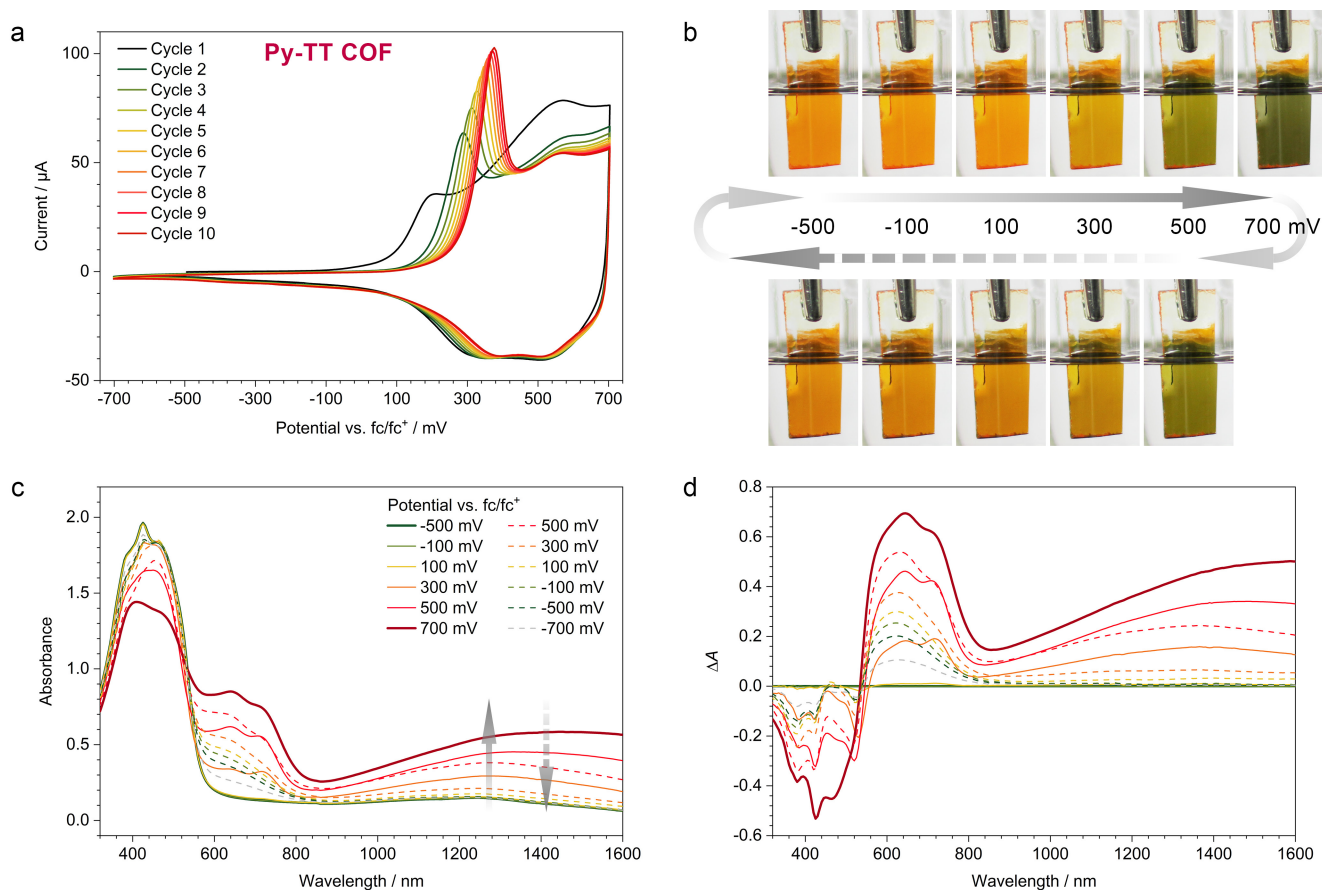 a
Py-TT COF
Cycle 1
Cycle 2
Cycle 3
Cycle 4
Cycle 5
Cycle 6
Cycle 7
Cycle 8
Cycle 9
Cycle 10
100
50
0
-50
Current / µA
-700
-500
-300
-100
100
300
500
700
Potential vs. fc/fc⁺ / mV
b
-500 -100 100 300 500 700 mV
c
Potential vs. fc/fc⁺
-500 mV
-100 mV
100 mV
300 mV
500 mV
700 mV
500 mV
300 mV
100 mV
-100 mV
-500 mV
-700 mV
2.0
1.5
1.0
0.5
0.0
Absorbance
400
600
800
1000
1200
1400
1600
Wavelength / nm
d
0.8
0.6
0.4
0.2
0.0
-0.2
-0.4
-0.6
ΔA
400
600
800
1000
1200
1400
1600
Wavelength / nm